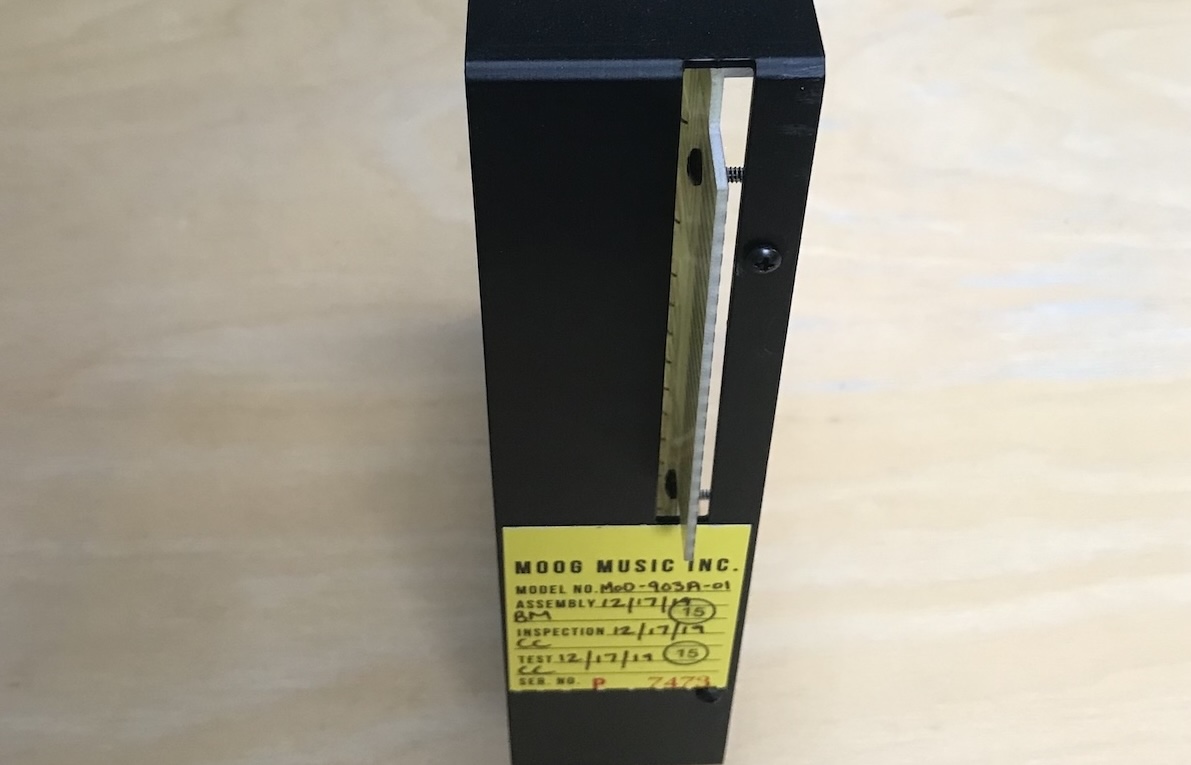 MOOG MUSIC INC.
MODEL NO. MOD-903A-01
ASSEMBLY 12/17/19
BM 15
INSPECTION 12/17/19
CC
TEST 12/17/19 15
CC
SER. NO. P 7473